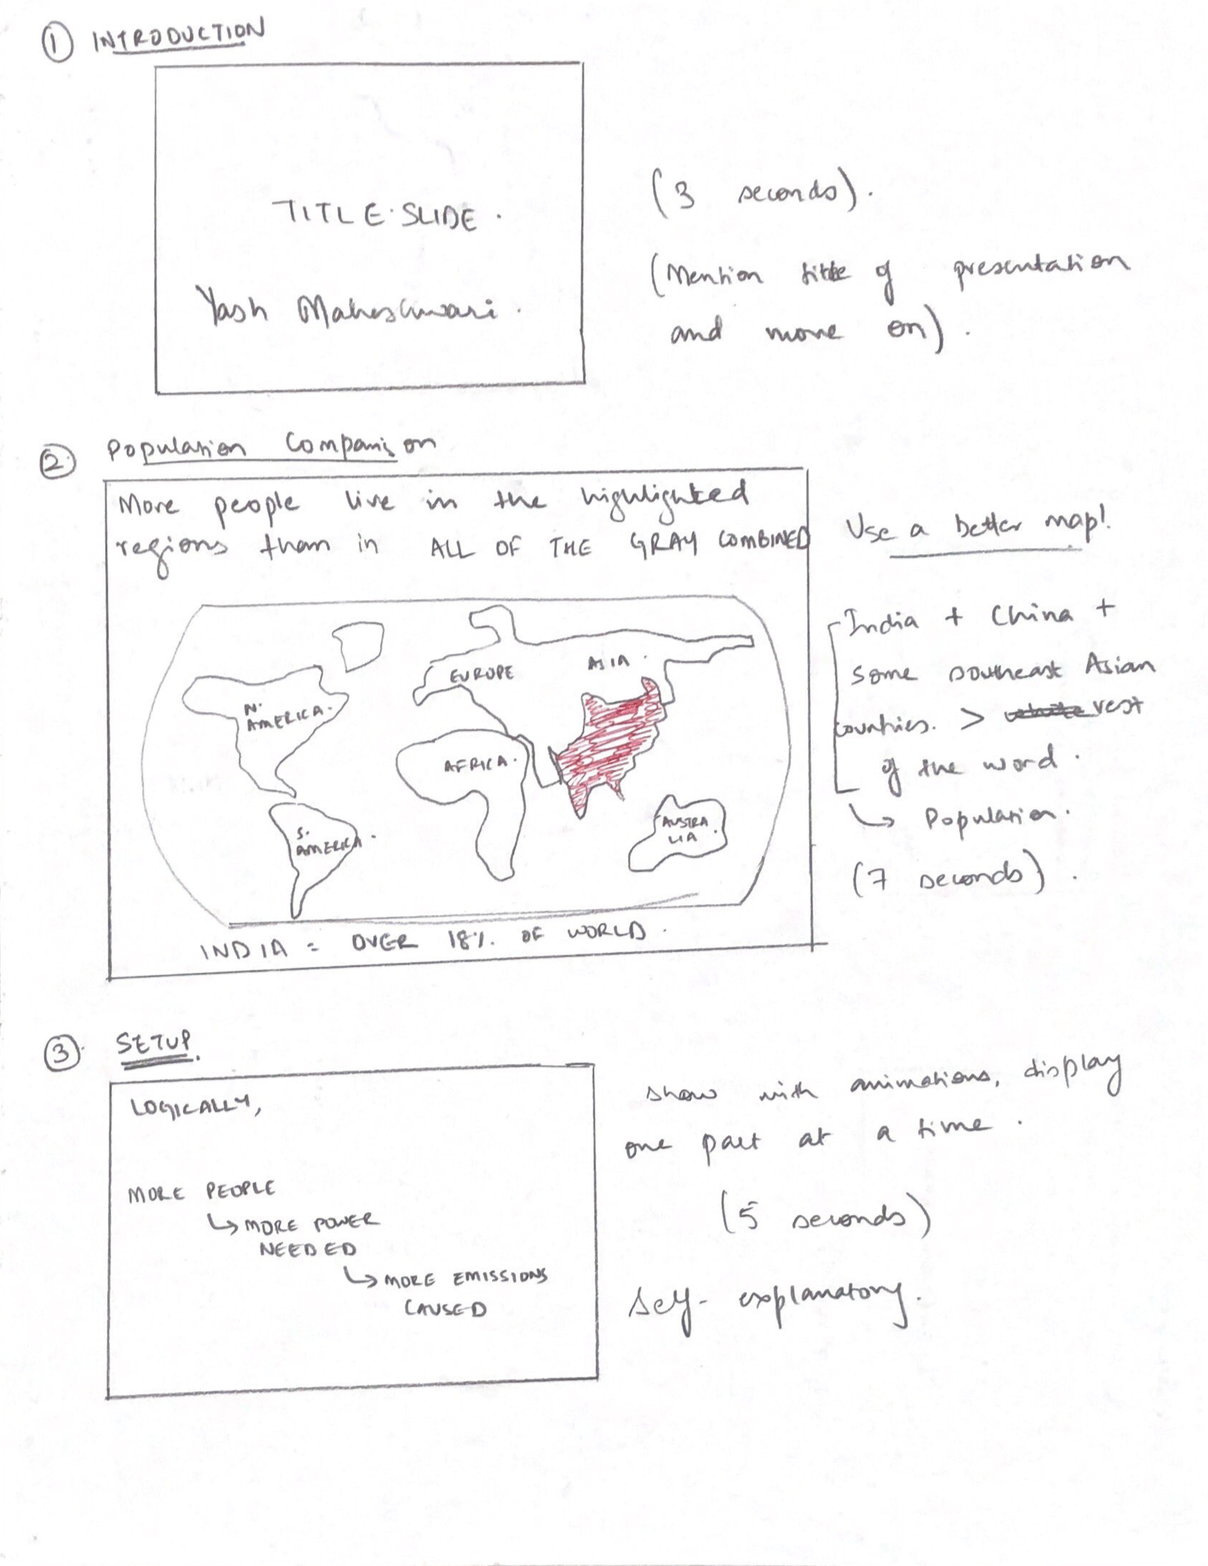 ① INTRODUCTION
TITLE SLIDE.
Yash Maheshwari.
(3 seconds).
(Mention title of presentation
and move on).
② Population Comparison
More people live in the highlighted
regions than in ALL OF THE GRAY COMBINED
N. AMERICA.
EUROPE
ASIA.
AFRICA.
S. AMERICA.
AUSTRA
LIA.
INDIA = OVER 18% OF WORLD.
Use a better map!
India + China +
some southeast Asian
countries. > rest
of the word.
↳ Population.
(7 seconds).
③ SETUP.
LOGICALLY,
MORE PEOPLE
↳ MORE POWER
NEEDED
↳ MORE EMISSIONS
CAUSED
Show with animations, display
one part at a time.
(5 seconds)
Self-explanatory.